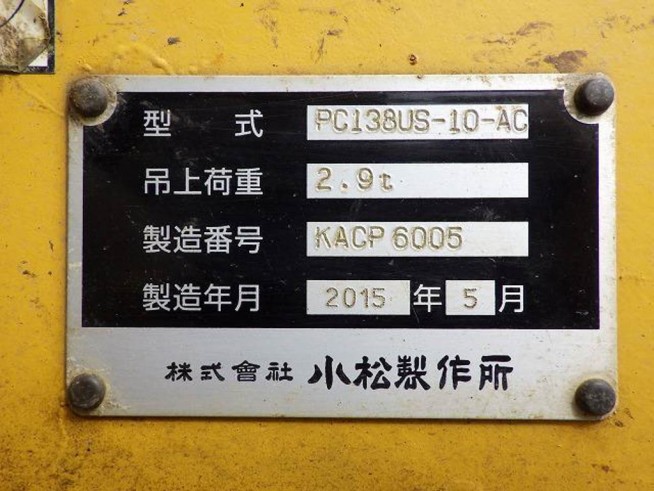 型 式 PC138US-10-AC
吊上荷重 2.9t
製造番号 KACP 6005
製造年月 2015 年 5 月
株式會社 小松製作所